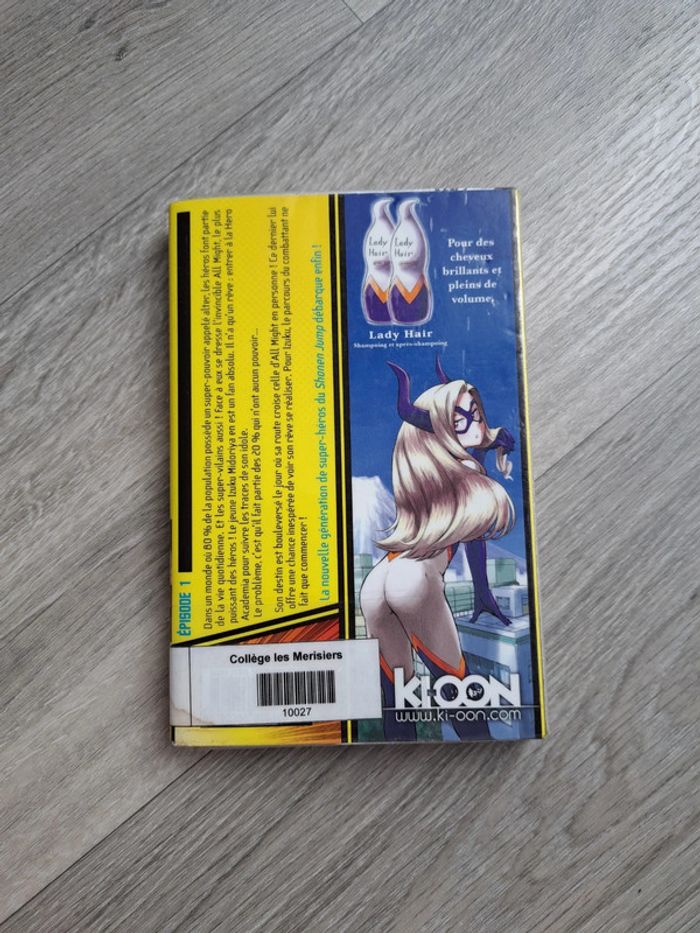 ÉPISODE 1
Dans un monde où 80 % de la population possède un super-pouvoir appelé alter, les héros font partie
de la vie quotidienne. Et les super-vilains aussi ! Face à eux se dresse l'invincible All Might, le plus
puissant des héros ! Le jeune Izuku Midoriya en est un fan absolu. Il n'a qu'un rêve : entrer à la Hero
Academia pour suivre les traces de son idole.
Le problème, c'est qu'il fait partie des 20 % qui n'ont aucun pouvoir...
Son destin est bouleversé le jour où sa route croise celle d'All Might en personne ! Ce dernier lui
offre une chance inespérée de voir son rêve se réaliser. Pour Izuku, le parcours du combattant ne
fait que commencer !
La nouvelle génération de super-héros du Shonen Jump débarque enfin !
Lady
Hair
Lady
Hair
Pour des
cheveux
brillants et
pleins de
volume.
Lady Hair
Shampoing et après-shampoing
KI-OON
www.ki-oon.com
Collège les Merisiers
10027